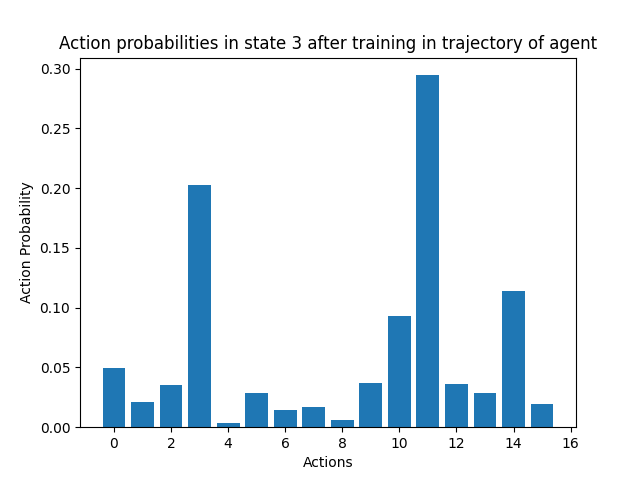 Action probabilities in state 3 after training in trajectory of agent
0.30
0.25
0.20
0.15
0.10
0.05
0.00
Action Probability
0 2 4 6 8 10 12 14 16
Actions